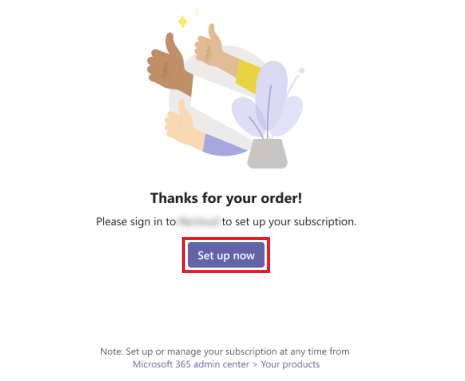 Thanks for your order!
Please sign in to to set up your subscription.
Set up now
Note: Set up or manage your subscription at any time from
Microsoft 365 admin center > Your products